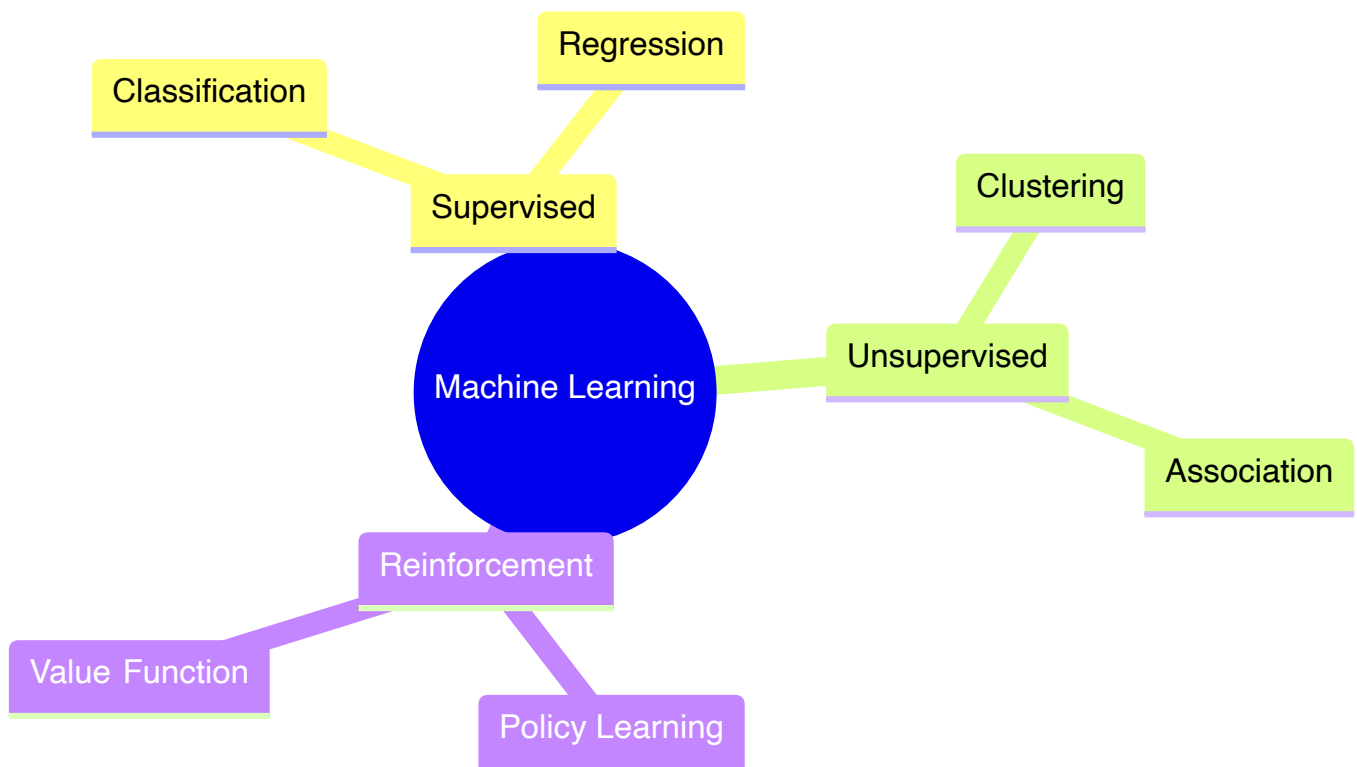 Regression
Classification
Supervised
Clustering
Unsupervised
Machine Learning
Association
Reinforcement
Value Function
Policy Learning